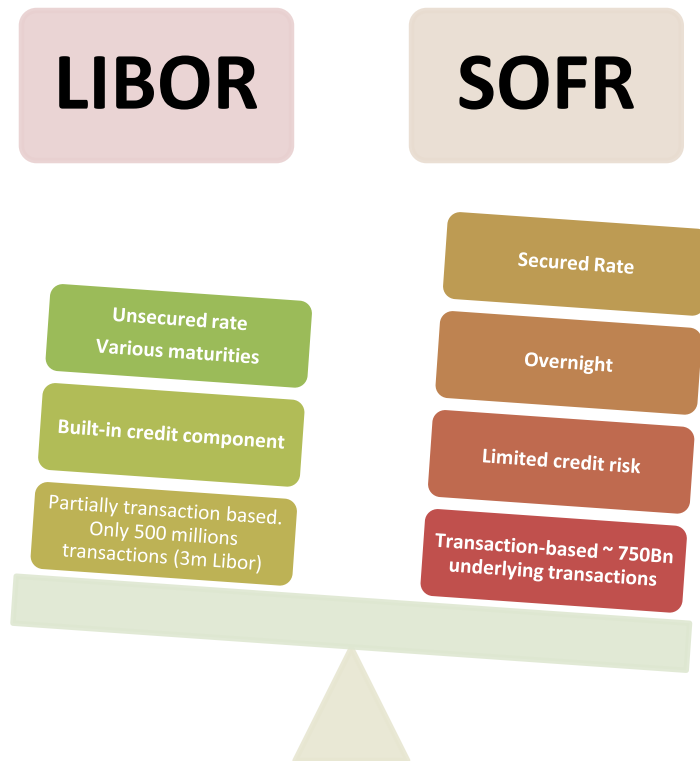 LIBOR
SOFR
Unsecured rate
Various maturities
Built-in credit component
Partially transaction based.
Only 500 millions
transactions (3m Libor)
Secured Rate
Overnight
Limited credit risk
Transaction-based ~ 750Bn
underlying transactions